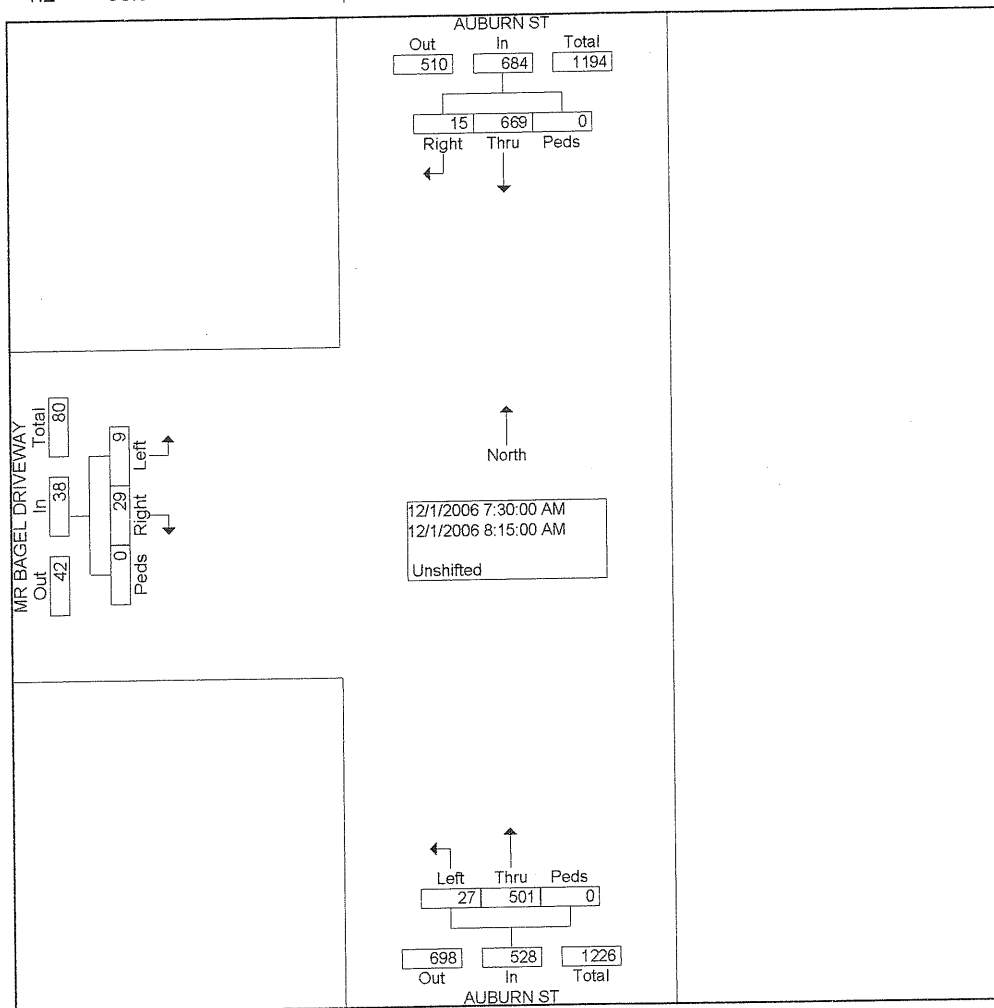 AUBURN ST
Out In Total
510 684 1194
15 669 0
Right Thru Peds
MR BAGEL DRIVEWAY
Out In Total
42 38 80
0 29 9
Peds Right Left
North
12/1/2006 7:30:00 AM
12/1/2006 8:15:00 AM
Unshifted
Left Thru Peds
27 501 0
698 528 1226
Out In Total
AUBURN ST